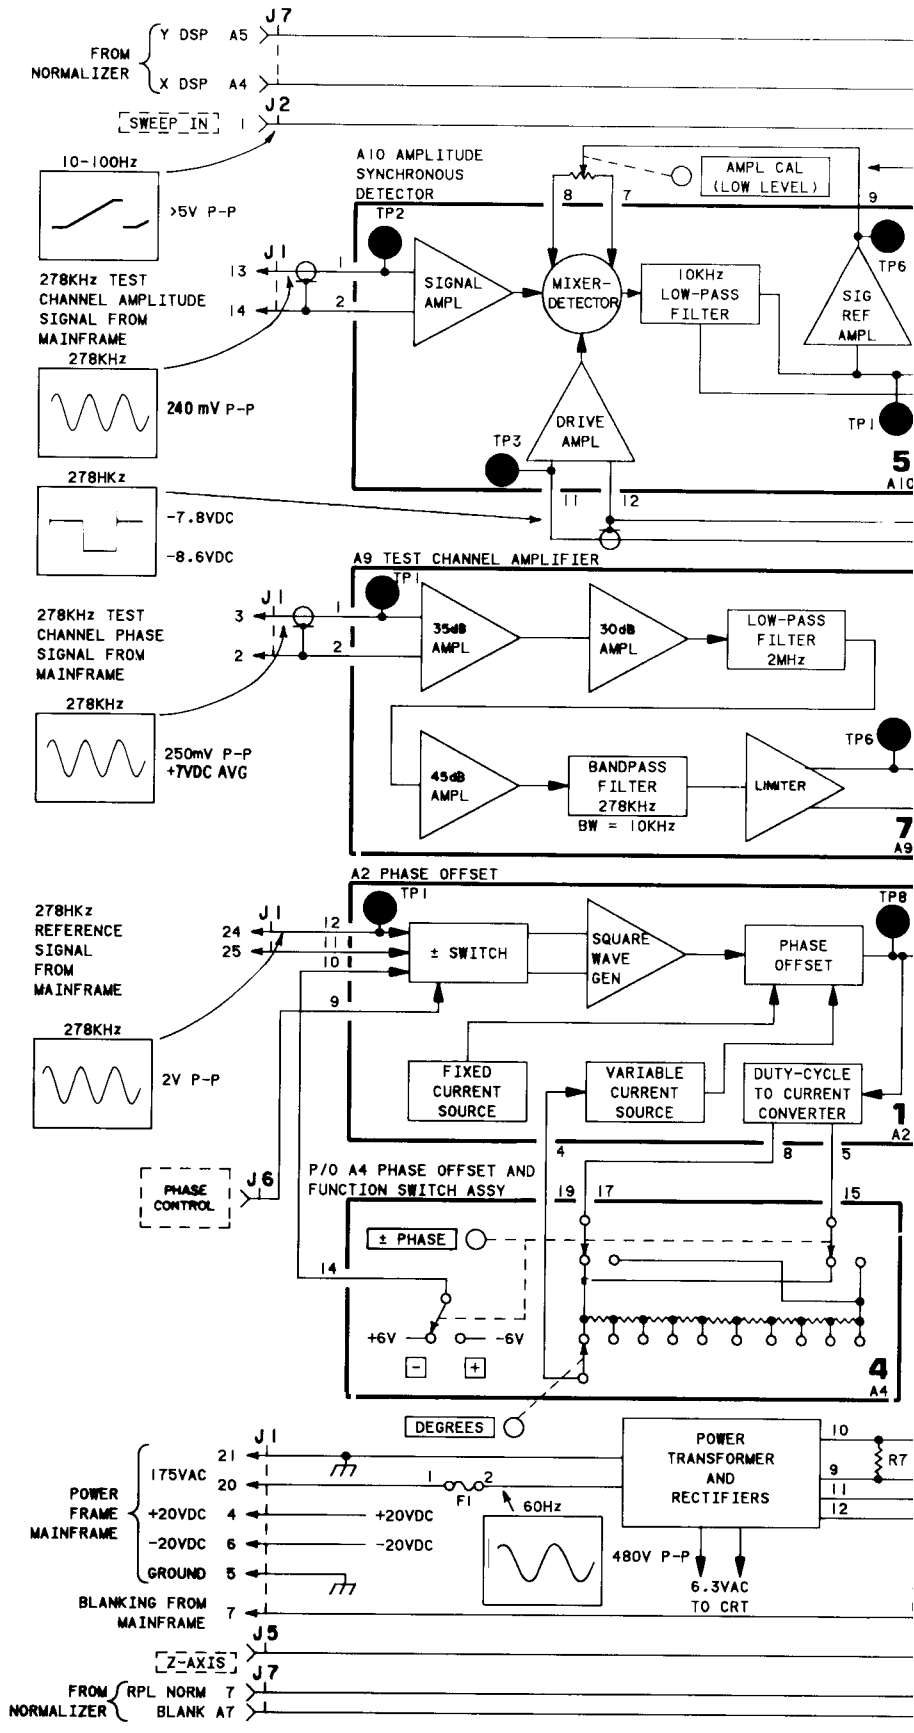 J7
Y DSP A5
FROM
NORMALIZER
X DSP A4
J2
SWEEP IN 1
10-100Hz
>5V P-P
A10 AMPLITUDE
SYNCHRONOUS
DETECTOR
AMPL CAL
(LOW LEVEL)
8 7 9
TP2
TP6
J1
13 1
14 2
278KHz TEST
CHANNEL AMPLITUDE
SIGNAL FROM
MAINFRAME
SIGNAL
AMPL
MIXER-
DETECTOR
10KHz
LOW-PASS
FILTER
SIG
REF
AMPL
278KHz
240 mV P-P
DRIVE
AMPL
TP3
TP1
5
A10
11 12
278HKz
-7.8VDC
-8.6VDC
A9 TEST CHANNEL AMPLIFIER
TP1
J1
3 1
2 2
278KHz TEST
CHANNEL PHASE
SIGNAL FROM
MAINFRAME
35dB
AMPL
30dB
AMPL
LOW-PASS
FILTER
2MHz
278KHz
250mV P-P
+7VDC AVG
45dB
AMPL
BANDPASS
FILTER
278KHz
BW = 10KHz
LIMITER
TP6
7
A9
A2 PHASE OFFSET
TP1
TP8
278HKz
REFERENCE
SIGNAL
FROM
MAINFRAME
J1
24 12
25 11
10
9
± SWITCH
SQUARE
WAVE
GEN
PHASE
OFFSET
278KHz
2V P-P
FIXED
CURRENT
SOURCE
VARIABLE
CURRENT
SOURCE
DUTY-CYCLE
TO CURRENT
CONVERTER
1
A2
4 8 5
PHASE
CONTROL
J6
P/O A4 PHASE OFFSET AND
FUNCTION SWITCH ASSY
19 17 15
± PHASE
14
+6V -6V
- +
4
A4
DEGREES
J1
21
175VAC 20
POWER
FRAME
MAINFRAME
+20VDC 4 +20VDC
-20VDC 6 -20VDC
GROUND 5
1 2
F1
60Hz
480V P-P
POWER
TRANSFORMER
AND
RECTIFIERS
10
R7
9
11
12
6.3VAC
TO CRT
BLANKING FROM
MAINFRAME 7
J5
Z-AXIS
J7
FROM
NORMALIZER
RPL NORM 7
BLANK A7